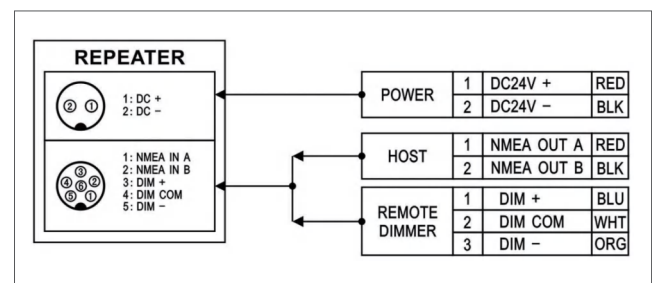 REPEATER
② ①
1: DC +
2: DC −
③
④ ⑥ ②
⑤ ①
1: NMEA IN A
2: NMEA IN B
3: DIM +
4: DIM COM
5: DIM −
POWER
1 DC24V + RED
2 DC24V − BLK
HOST
1 NMEA OUT A RED
2 NMEA OUT B BLK
REMOTE
DIMMER
1 DIM + BLU
2 DIM COM WHT
3 DIM − ORG